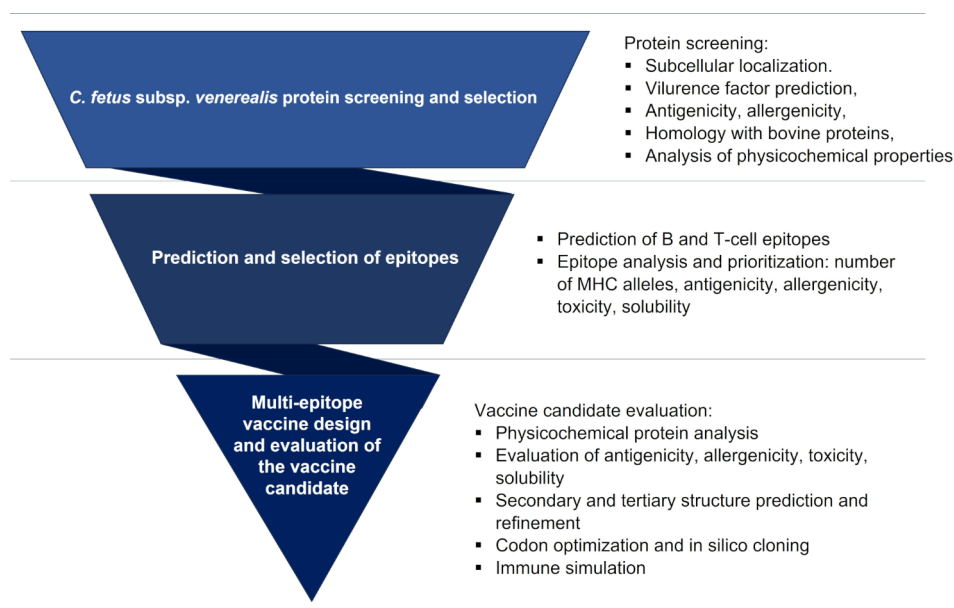 C. fetus subsp. venerealis protein screening and selection
Protein screening:
▪ Subcellular localization.
▪ Vilurence factor prediction,
▪ Antigenicity, allergenicity,
▪ Homology with bovine proteins,
▪ Analysis of physicochemical properties
Prediction and selection of epitopes
▪ Prediction of B and T-cell epitopes
▪ Epitope analysis and prioritization: number
of MHC alleles, antigenicity, allergenicity,
toxicity, solubility
Multi-epitope
vaccine design
and evaluation of
the vaccine
candidate
Vaccine candidate evaluation:
▪ Physicochemical protein analysis
▪ Evaluation of antigenicity, allergenicity, toxicity,
solubility
▪ Secondary and tertiary structure prediction and
refinement
▪ Codon optimization and in silico cloning
▪ Immune simulation